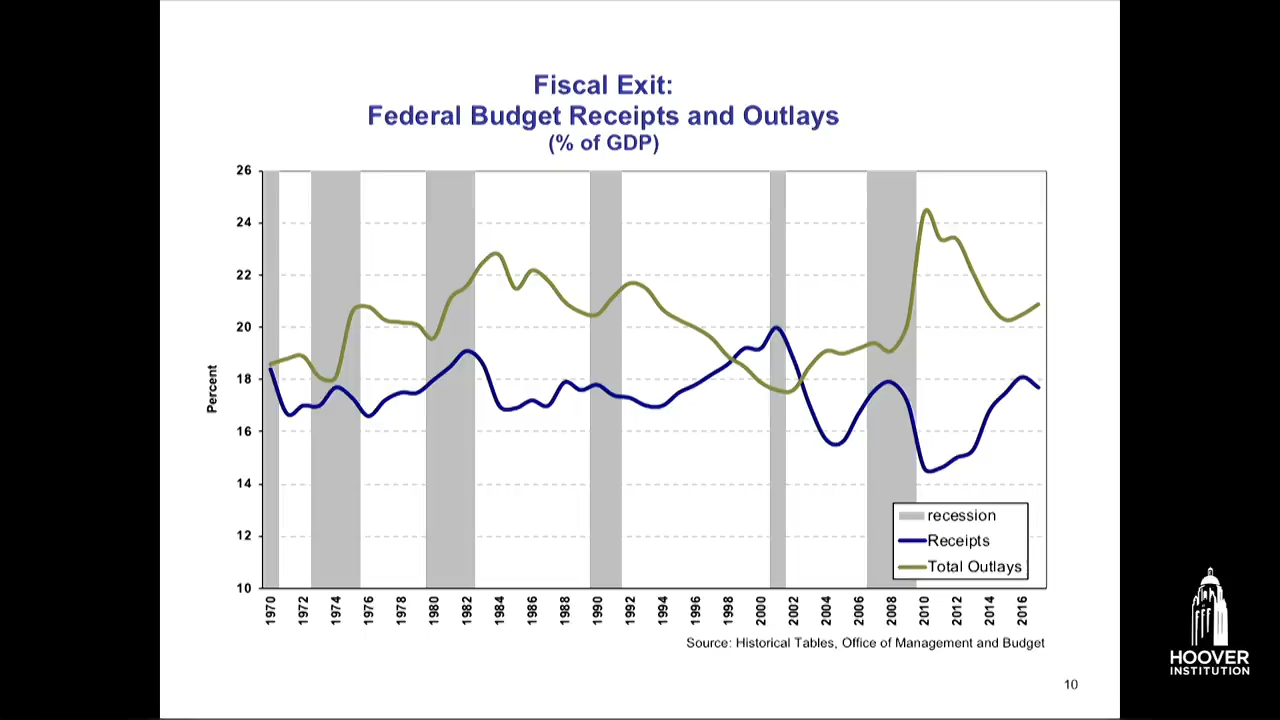 Fiscal Exit:
Federal Budget Receipts and Outlays
(% of GDP)
26
24
22
20
18
16
14
12
10
Percent
1970 1972 1974 1976 1978 1980 1982 1984 1986 1988 1990 1992 1994 1996 1998 2000 2002 2004 2006 2008 2010 2012 2014 2016
recession
Receipts
Total Outlays
Source: Historical Tables, Office of Management and Budget
10
HOOVER
INSTITUTION